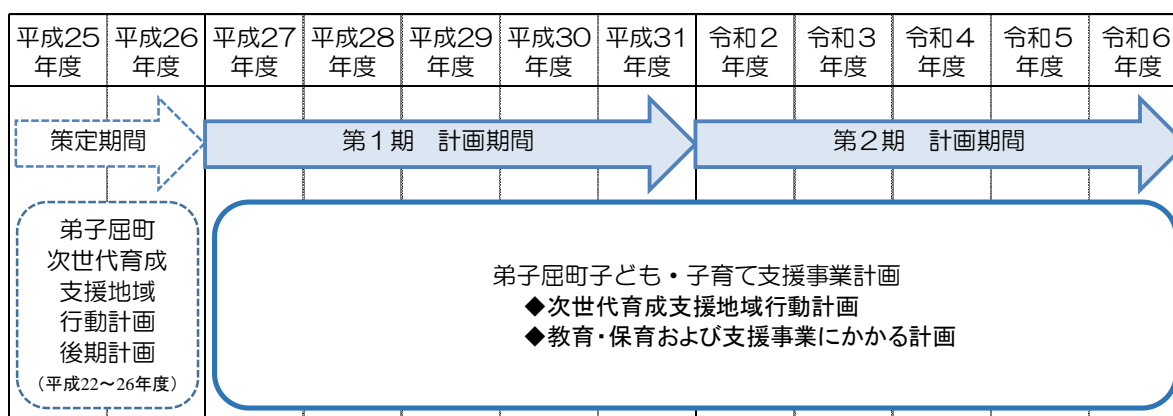 平成25 平成26 平成27 平成28 平成29 平成30 平成31 令和2 令和3 令和4 令和5 令和6
年度 年度 年度 年度 年度 年度 年度 年度 年度 年度 年度 年度
策定期間 第1期 計画期間 第2期 計画期間
弟子屈町
次世代育成
支援地域
行動計画
後期計画
(平成22～26年度)
弟子屈町子ども・子育て支援事業計画
◆次世代育成支援地域行動計画
◆教育・保育および支援事業にかかる計画